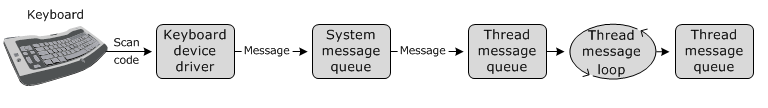 Keyboard
Scan
code
Keyboard
device
driver
Message
System
message
queue
Message
Thread
message
queue
Thread
message
loop
Thread
message
queue